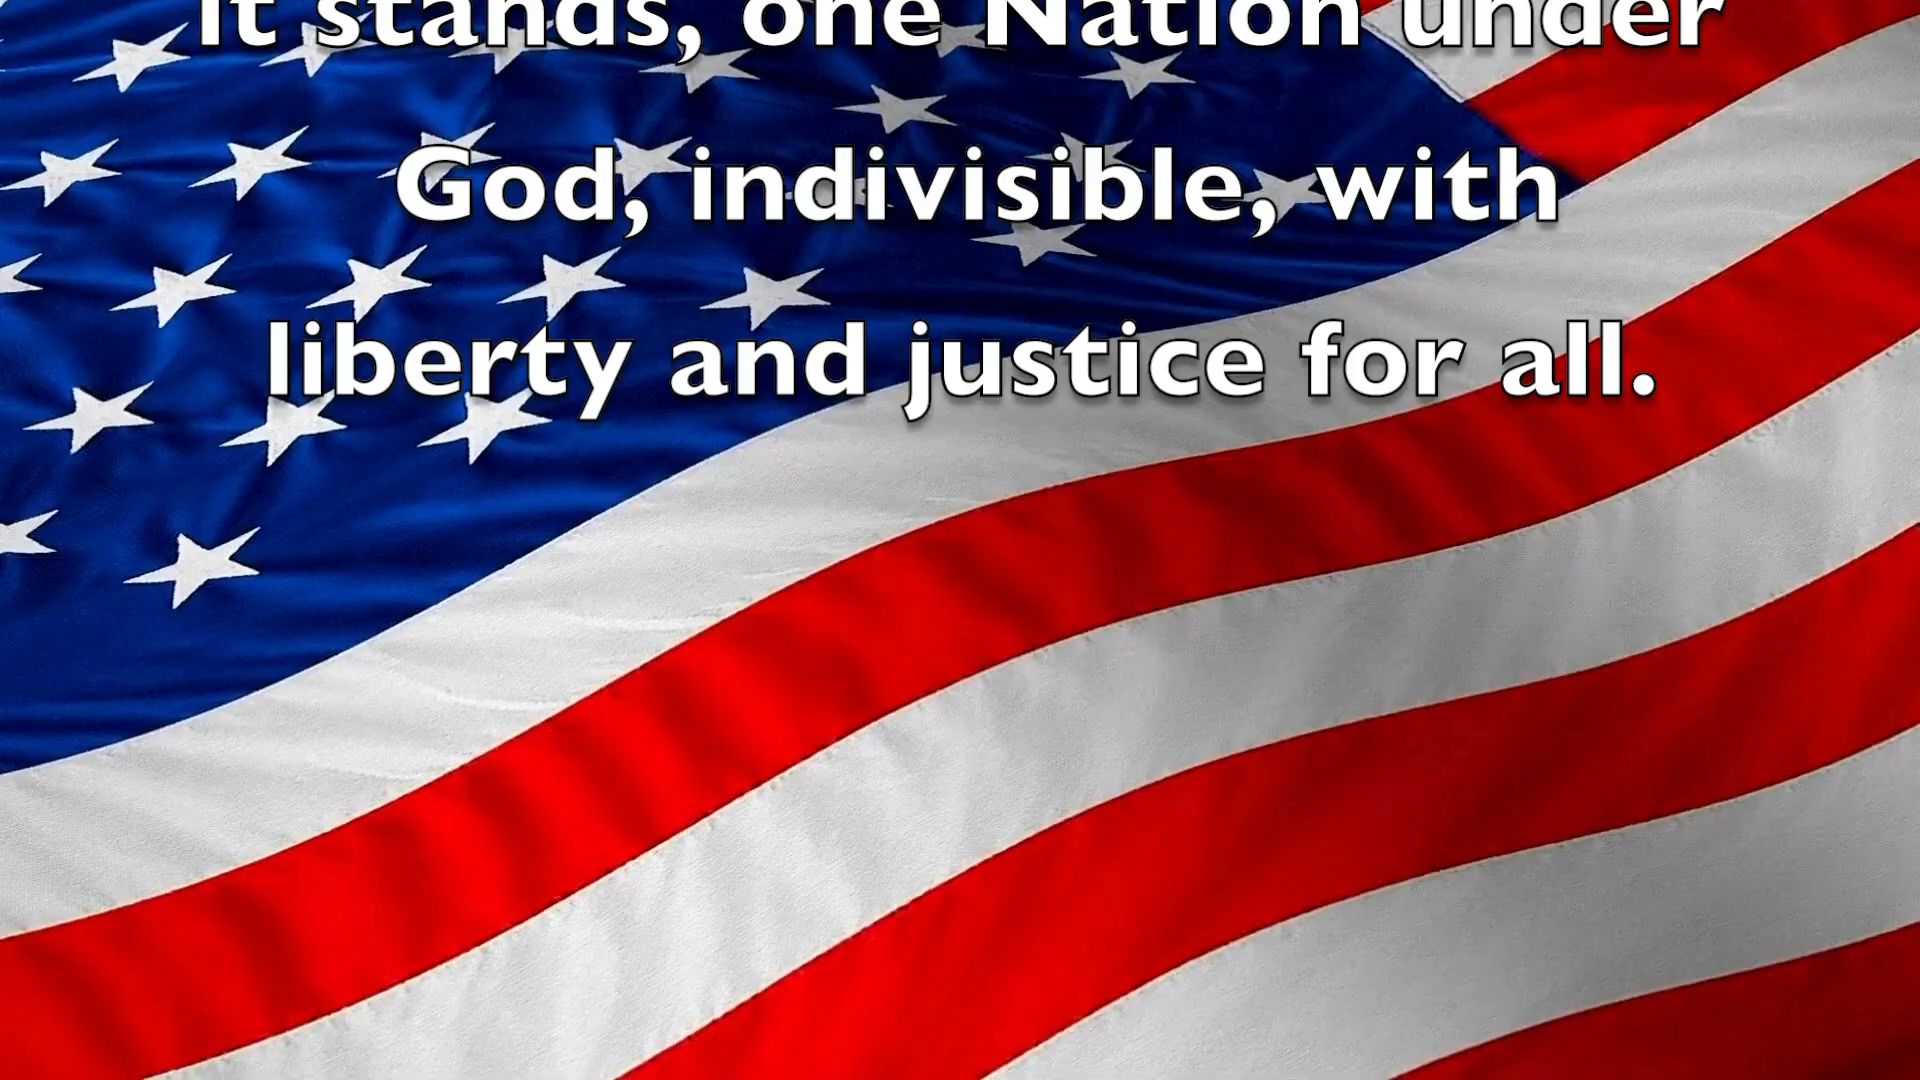 it stands, one Nation under
God, indivisible, with
liberty and justice for all.